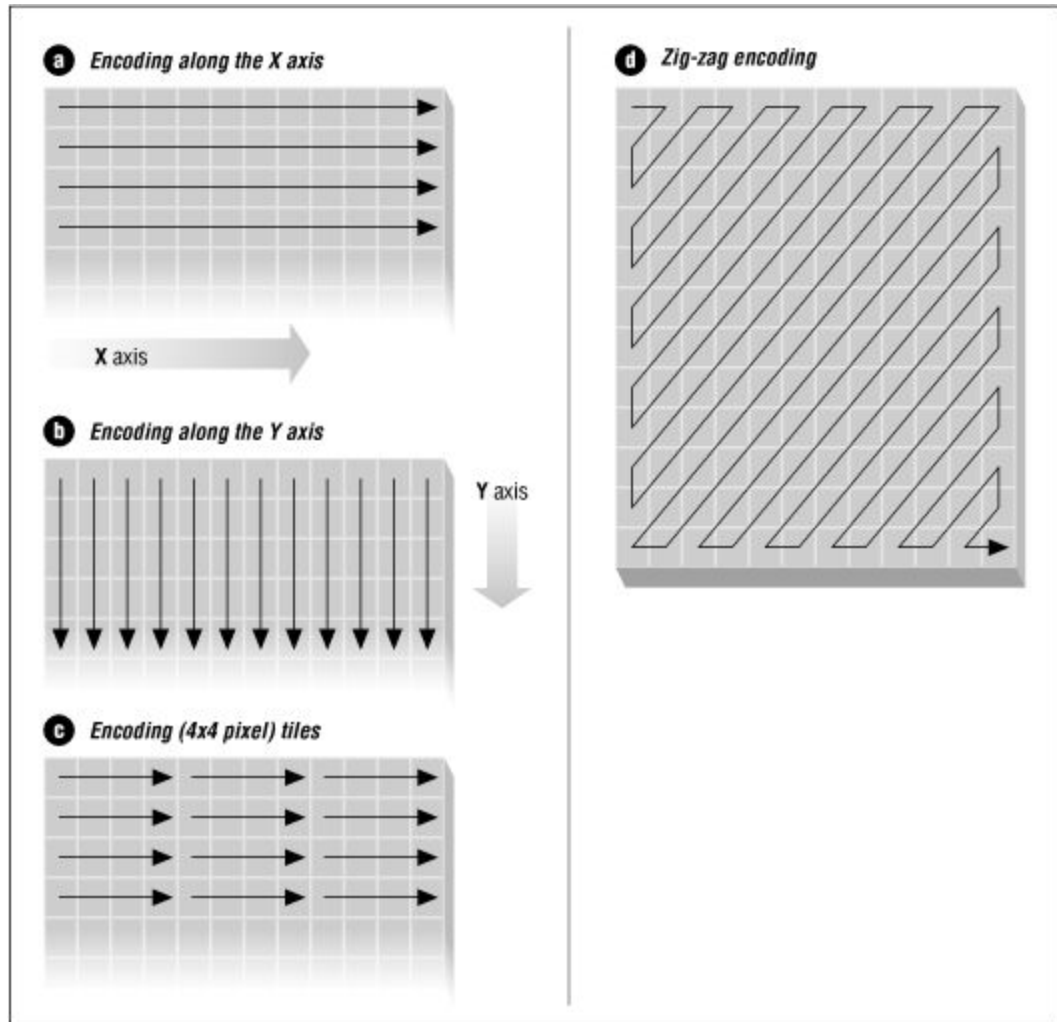 a Encoding along the X axis
X axis
b Encoding along the Y axis
Y axis
c Encoding (4x4 pixel) tiles
d Zig-zag encoding